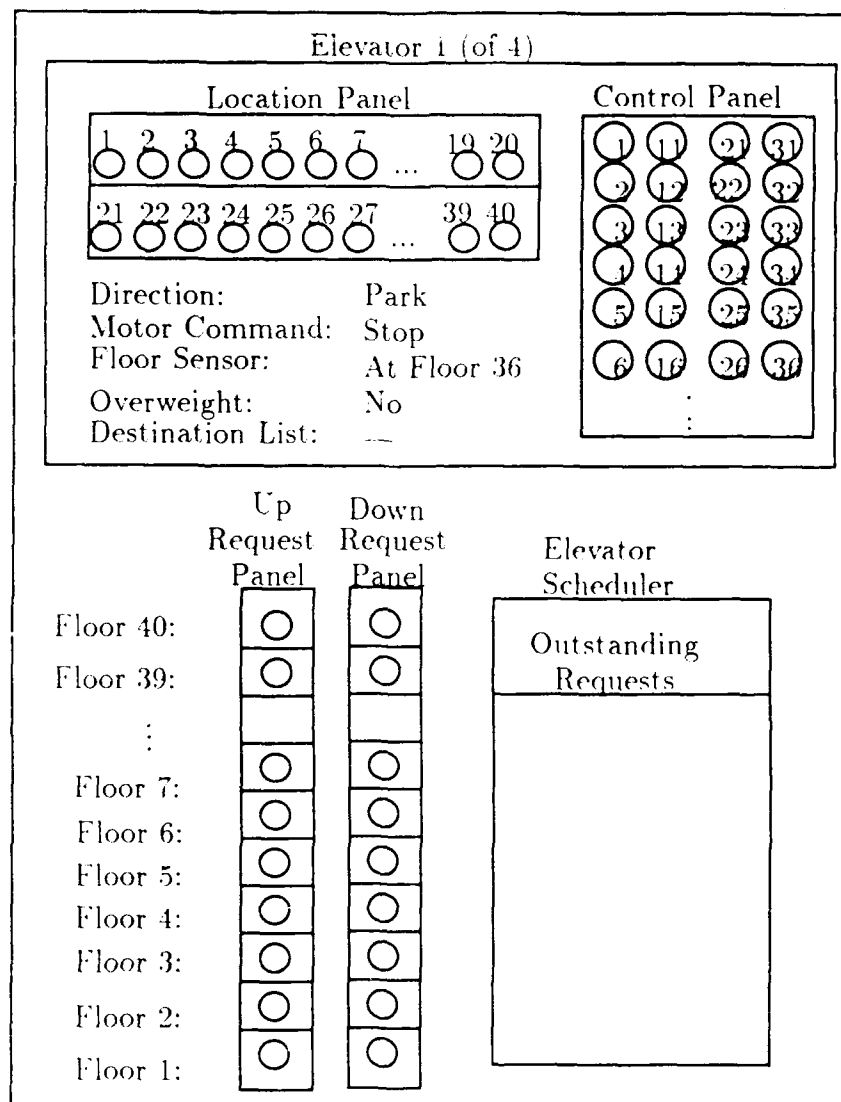 Elevator 1 (of 4)
Location Panel
1 2 3 4 5 6 7 ... 19 20
21 22 23 24 25 26 27 ... 39 40
Direction: Park
Motor Command: Stop
Floor Sensor: At Floor 36
Overweight: No
Destination List: —
Control Panel
1 11 21 31
2 12 22 32
3 13 23 33
4 14 24 34
5 15 25 35
6 16 26 36
⋮
Up
Request
Panel
Down
Request
Panel
Floor 40:
Floor 39:
⋮
Floor 7:
Floor 6:
Floor 5:
Floor 4:
Floor 3:
Floor 2:
Floor 1:
Elevator
Scheduler
Outstanding
Requests